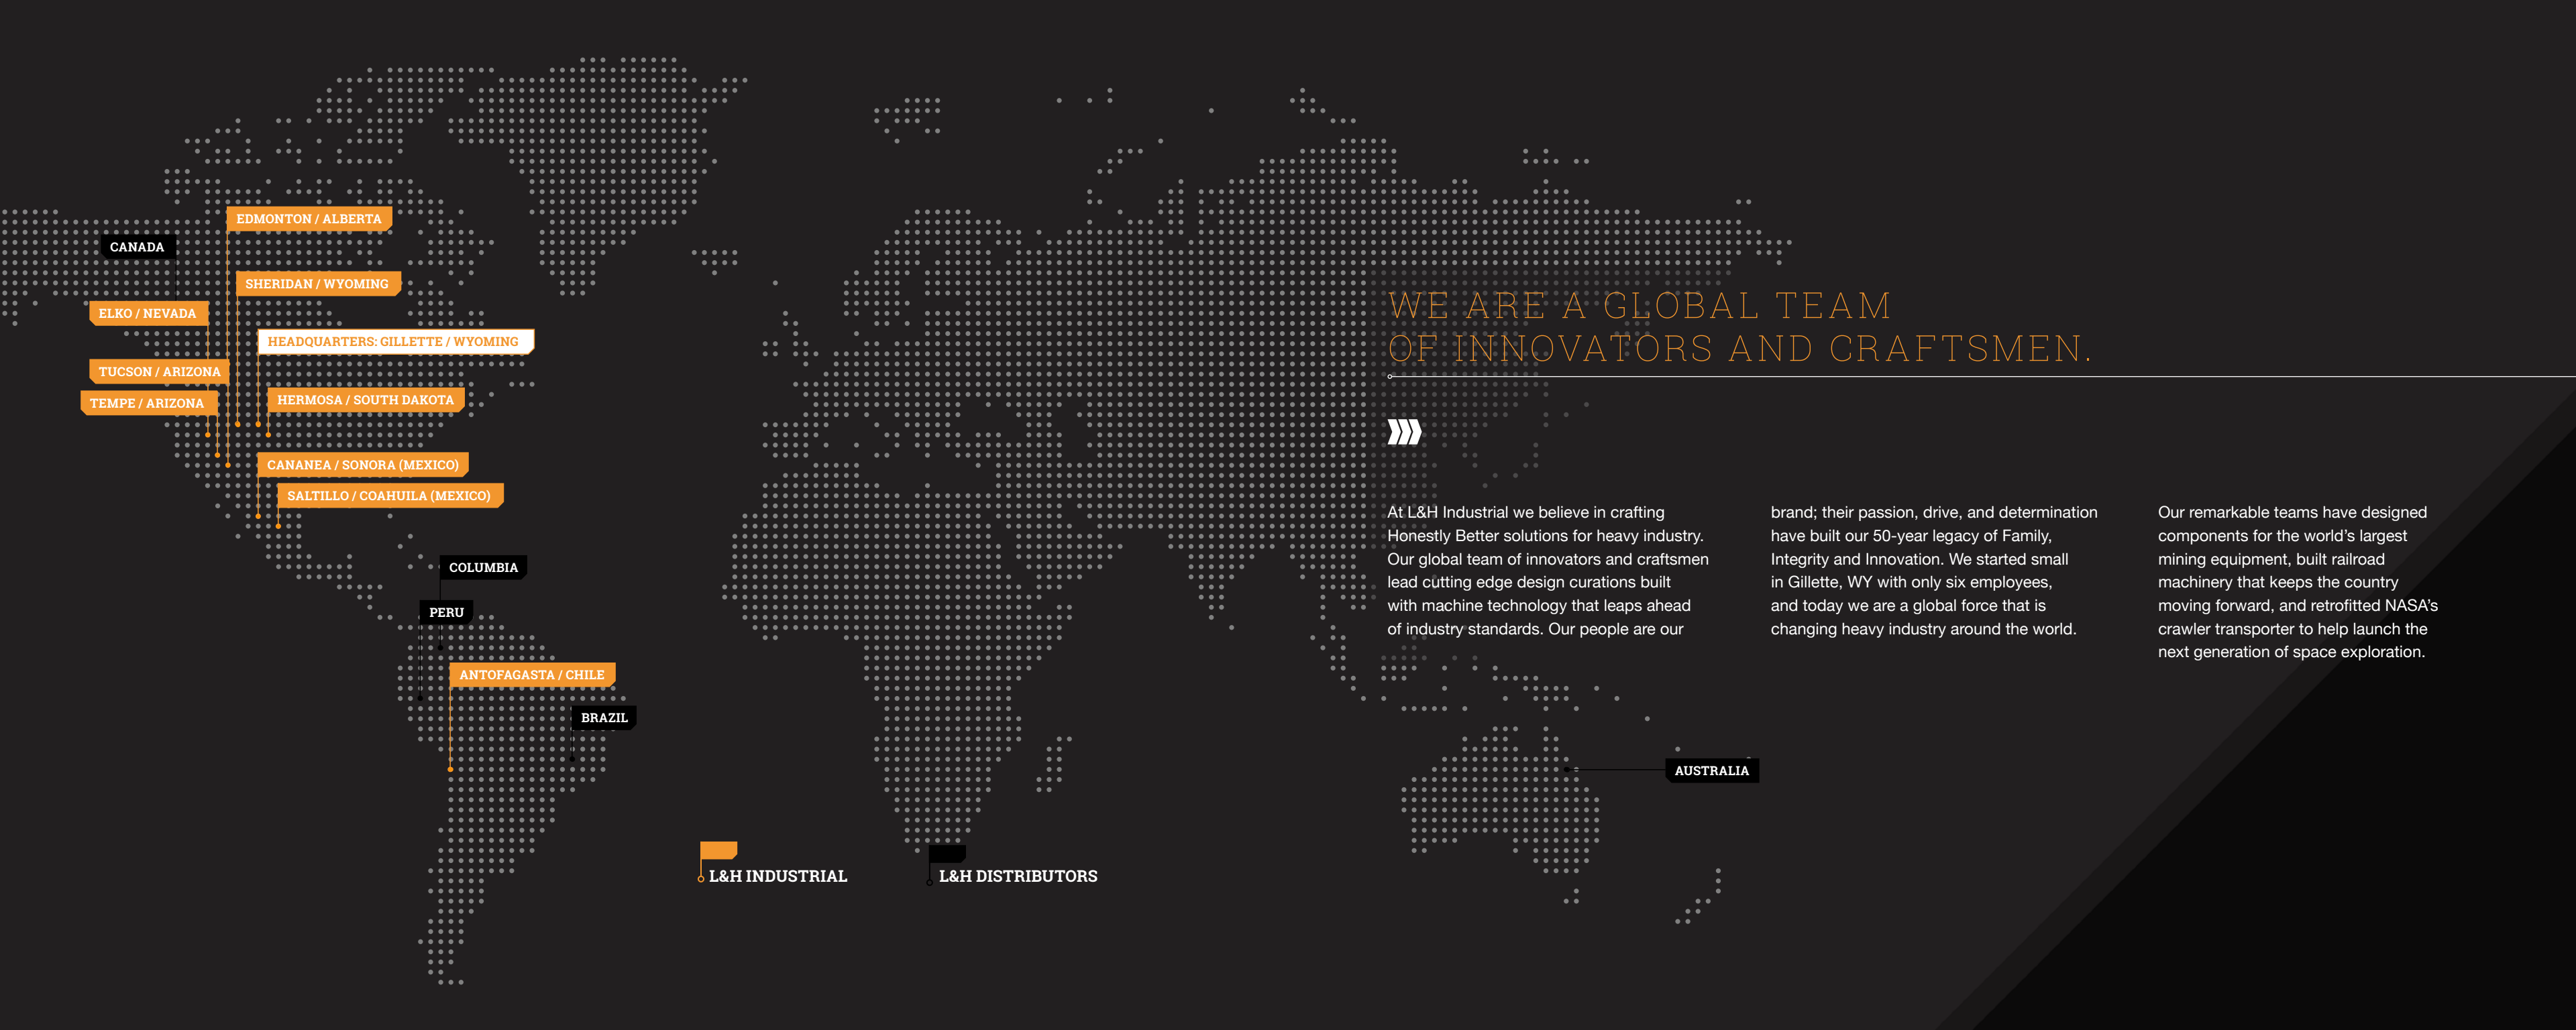 EDMONTON / ALBERTA
CANADA
SHERIDAN / WYOMING
ELKO / NEVADA
HEADQUARTERS: GILLETTE / WYOMING
TUCSON / ARIZONA
HERMOSA / SOUTH DAKOTA
TEMPE / ARIZONA
CANANEA / SONORA (MEXICO)
SALTILLO / COAHUILA (MEXICO)
COLUMBIA
PERU
ANTOFAGASTA / CHILE
BRAZIL
AUSTRALIA
L&H INDUSTRIAL
L&H DISTRIBUTORS
WE ARE A GLOBAL TEAM
OF INNOVATORS AND CRAFTSMEN.
At L&H Industrial we believe in crafting
Honestly Better solutions for heavy industry.
Our global team of innovators and craftsmen
lead cutting edge design curations built
with machine technology that leaps ahead
of industry standards. Our people are our
brand; their passion, drive, and determination
have built our 50-year legacy of Family,
Integrity and Innovation. We started small
in Gillette, WY with only six employees,
and today we are a global force that is
changing heavy industry around the world.
Our remarkable teams have designed
components for the world’s largest
mining equipment, built railroad
machinery that keeps the country
moving forward, and retrofitted NASA’s
crawler transporter to help launch the
next generation of space exploration.